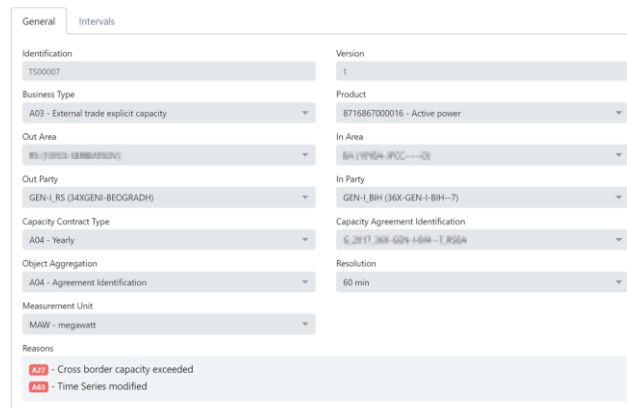 General Intervals
Identification Version
TS00007 1
Business Type Product
A03 - External trade explicit capacity 8716867000016 - Active power
Out Area In Area
Out Party In Party
GEN-I_RS (34XGENI-BEOGRADH) GEN-I_BIH (36X-GEN-I-BIH--7)
Capacity Contract Type Capacity Agreement Identification
A04 - Yearly
Object Aggregation Resolution
A04 - Agreement Identification 60 min
Measurement Unit
MAW - megawatt
Reasons
A27 - Cross border capacity exceeded
A63 - Time Series modified